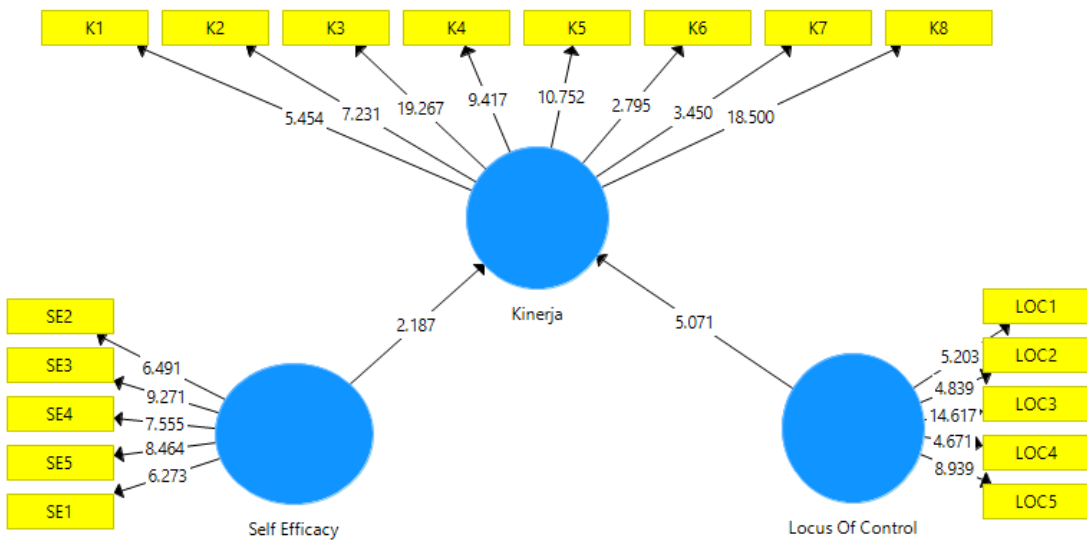 K1
K2
K3
K4
K5
K6
K7
K8
5.454
7.231
19.267
9.417
10.752
2.795
3.450
18.500
Kinerja
2.187
5.071
SE2
SE3
SE4
SE5
SE1
6.491
9.271
7.555
8.464
6.273
Self Efficacy
LOC1
LOC2
LOC3
LOC4
LOC5
5.203
4.839
14.617
4.671
8.939
Locus Of Control